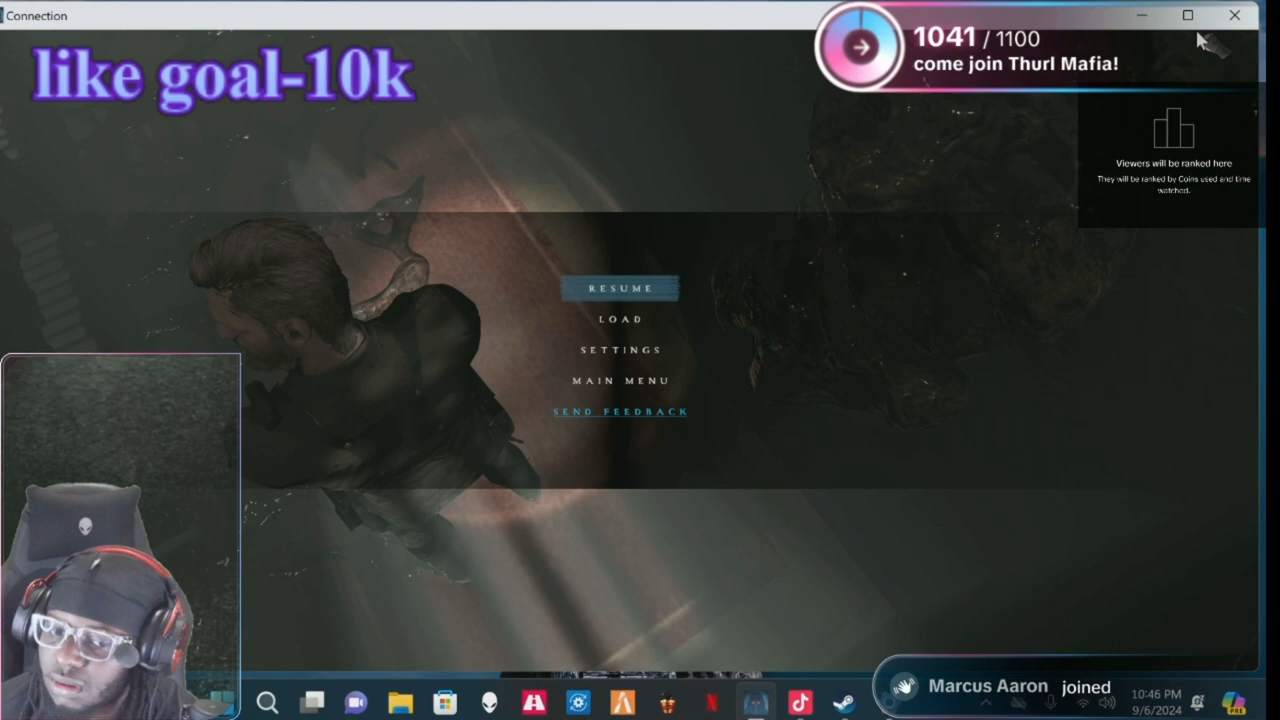 Connection
like goal-10k
1041 / 1100
come join Thurl Mafia!
Viewers will be ranked here
They will be ranked by Coins used and time
watched.
RESUME
LOAD
SETTINGS
MAIN MENU
SEND FEEDBACK
Marcus Aaron joined
10:46 PM
9/6/2024
PRE